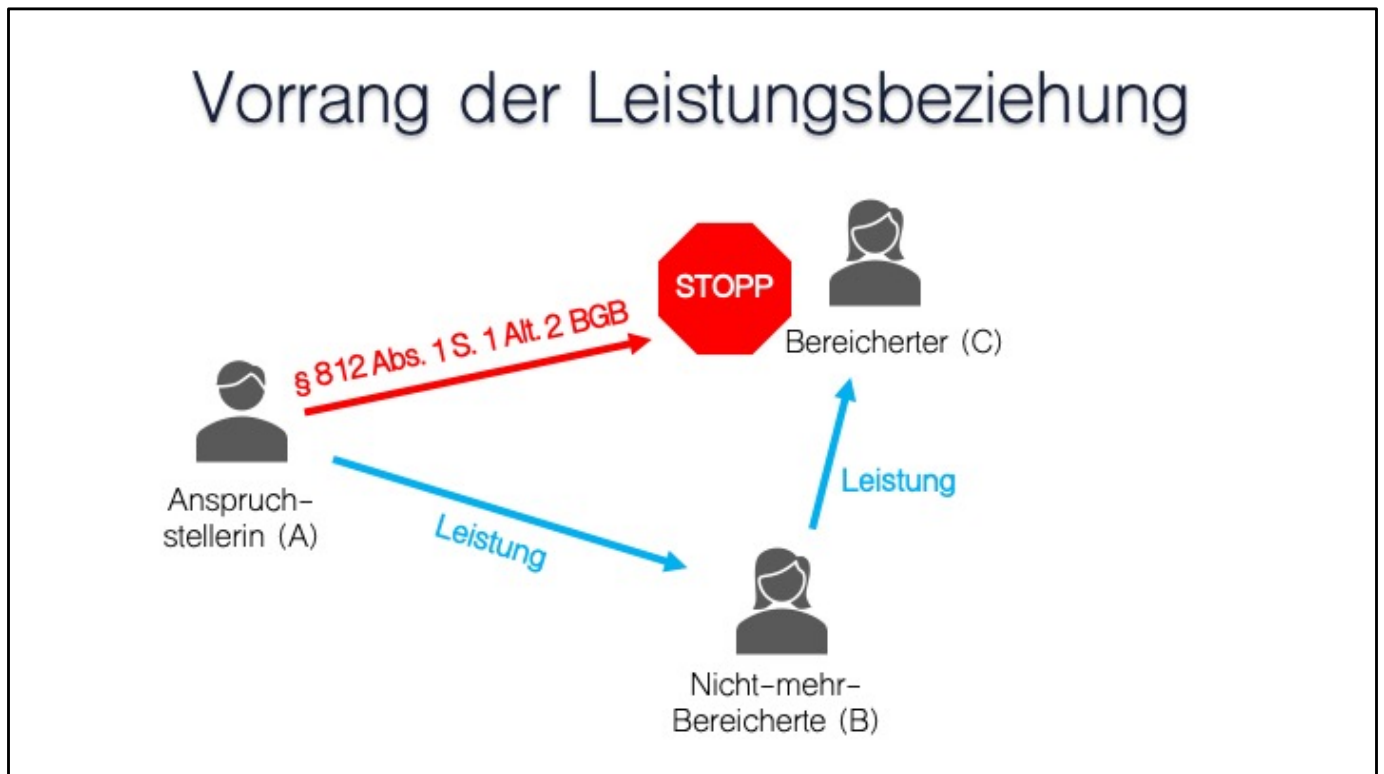 Vorrang der Leistungsbeziehung
STOPP
§ 812 Abs. 1 S. 1 Alt. 2 BGB
Bereicherter (C)
Anspruch-
stellerin (A)
Leistung
Leistung
Nicht-mehr-
Bereicherte (B)